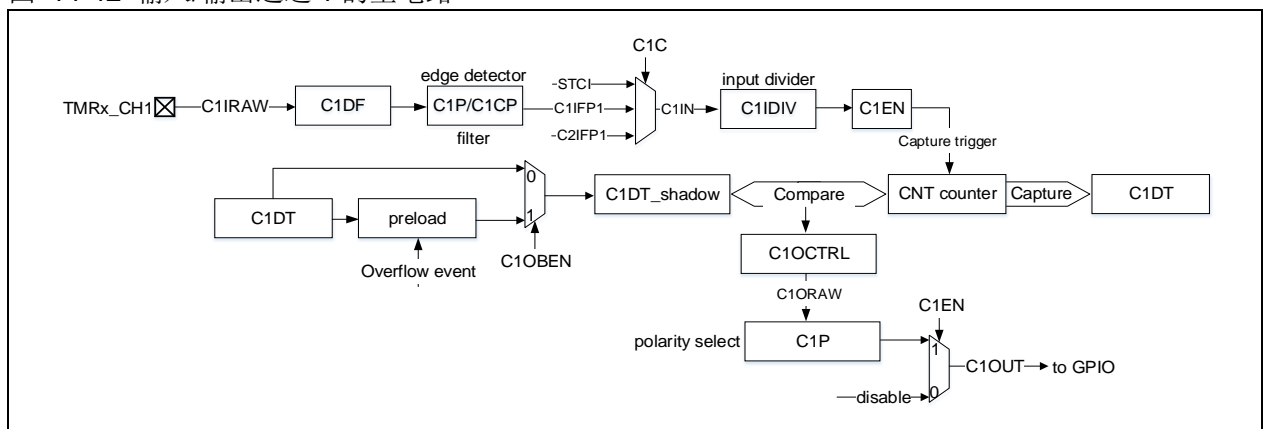 C1C
edge detector
input divider
TMRx_CH1
C1IRAW
C1DF
C1P/C1CP
-STCI
C1IFP1
-C2IFP1
C1IN
C1IDIV
C1EN
filter
Capture trigger
0
1
C1DT
preload
C1DT_shadow
Compare
CNT counter
Capture
C1DT
C1OBEN
Overflow event
C1OCTRL
C1ORAW
C1EN
polarity select
C1P
1
0
C1OUT
to GPIO
disable